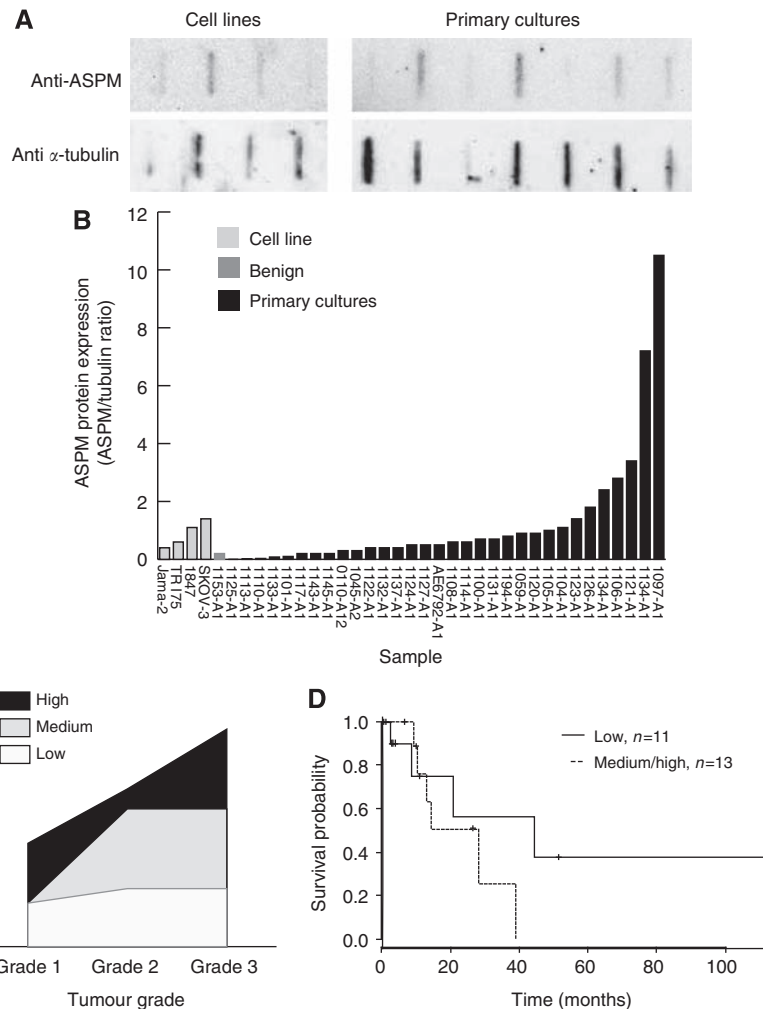 A
Cell lines
Primary cultures
Anti-ASPM
Anti α-tubulin
B
12
10
8
6
4
2
0
ASPM protein expression
(ASPM/tubulin ratio)
Cell line
Benign
Primary cultures
Jama-2
TR I75
1847
SKOV-3
1153-A1
1125-A1
1113-A1
1110-A1
1133-A1
1101-A1
1117-A1
1143-A1
1145-A1
0110-A12
1045-A2
1122-A1
1132-A1
1137-A1
1124-A1
1127-A1
AE6792-A1
1108-A1
1114-A1
1100-A1
1131-A1
1194-A1
1059-A1
1120-A1
1105-A1
1104-A1
1123-A1
1126-A1
1134-A1
1106-A1
1121-A1
1134-A1
1097-A1
Sample
High
Medium
Low
Grade 1
Grade 2
Grade 3
Tumour grade
D
1.0
0.8
0.6
0.4
0.2
0.0
Survival probability
Low, n=11
Medium/high, n=13
0
20
40
60
80
100
Time (months)